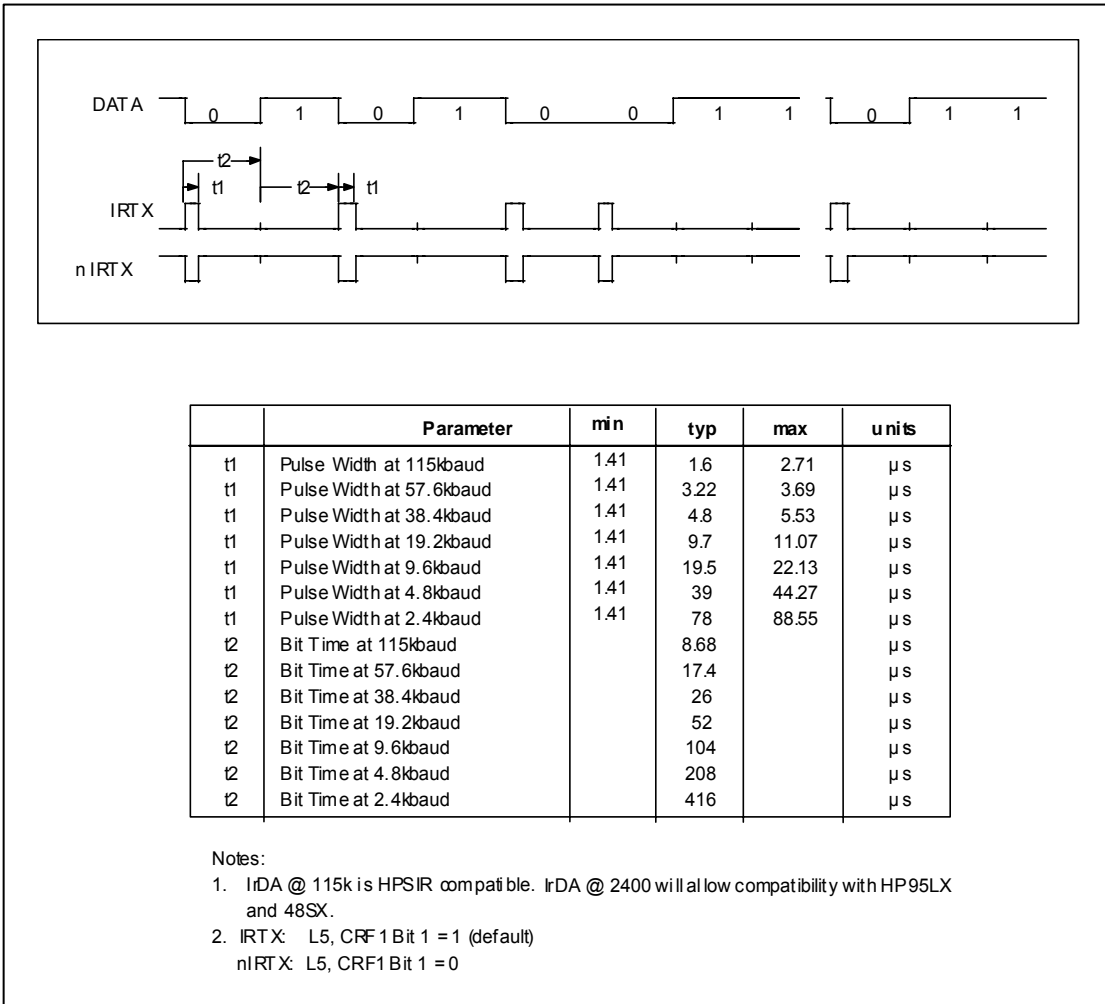 DATA 0 1 0 1 0 0 1 1 0 1 1
t2
t1 t2 t1
IRTX
nIRTX
Parameter min typ max units
t1 Pulse Width at 115kbaud 1.41 1.6 2.71 µs
t1 Pulse Width at 57.6kbaud 1.41 3.22 3.69 µs
t1 Pulse Width at 38.4kbaud 1.41 4.8 5.53 µs
t1 Pulse Width at 19.2kbaud 1.41 9.7 11.07 µs
t1 Pulse Width at 9.6kbaud 1.41 19.5 22.13 µs
t1 Pulse Width at 4.8kbaud 1.41 39 44.27 µs
t1 Pulse Width at 2.4kbaud 1.41 78 88.55 µs
t2 Bit Time at 115kbaud 8.68 µs
t2 Bit Time at 57.6kbaud 17.4 µs
t2 Bit Time at 38.4kbaud 26 µs
t2 Bit Time at 19.2kbaud 52 µs
t2 Bit Time at 9.6kbaud 104 µs
t2 Bit Time at 4.8kbaud 208 µs
t2 Bit Time at 2.4kbaud 416 µs
Notes:
1. IrDA @ 115k is HPSIR compatible. IrDA @ 2400 will allow compatibility with HP95LX
and 48SX.
2. IRTX: L5, CRF1 Bit 1 = 1 (default)
nIRTX: L5, CRF1 Bit 1 = 0